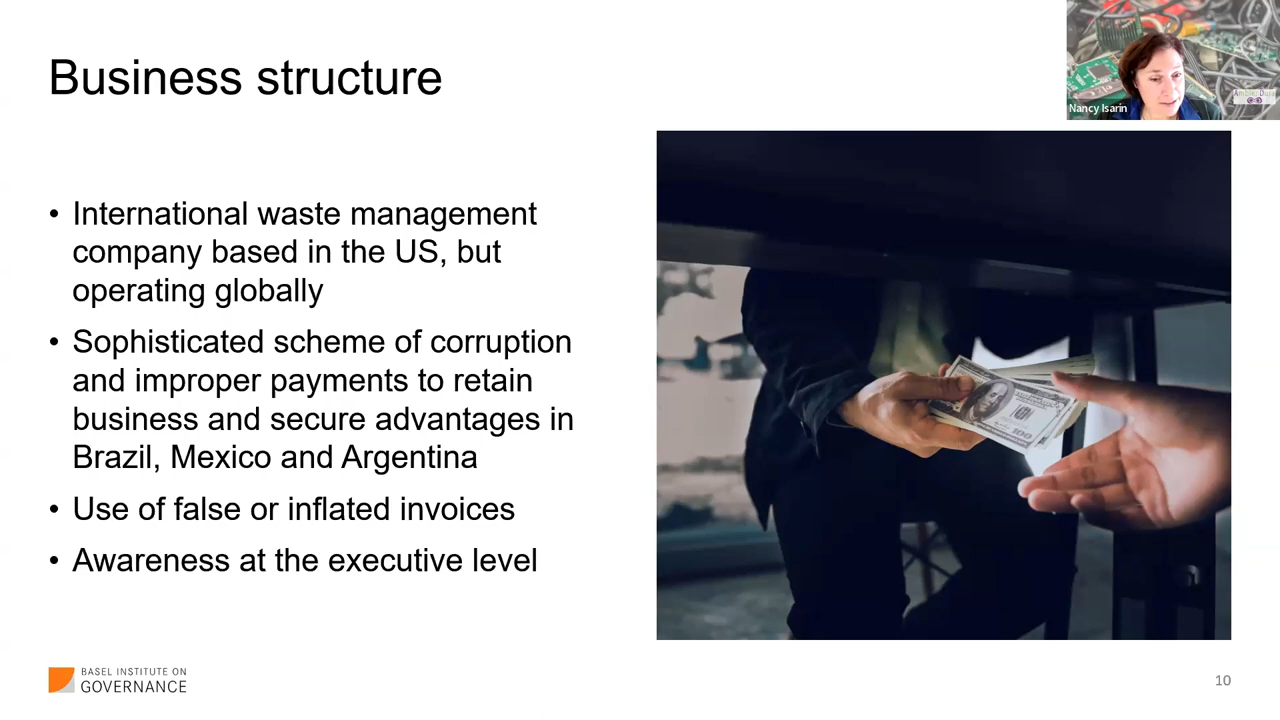 Business structure
Nancy Isarin
• International waste management
company based in the US, but
operating globally
• Sophisticated scheme of corruption
and improper payments to retain
business and secure advantages in
Brazil, Mexico and Argentina
• Use of false or inflated invoices
• Awareness at the executive level
100
BASEL INSTITUTE ON
GOVERNANCE
10